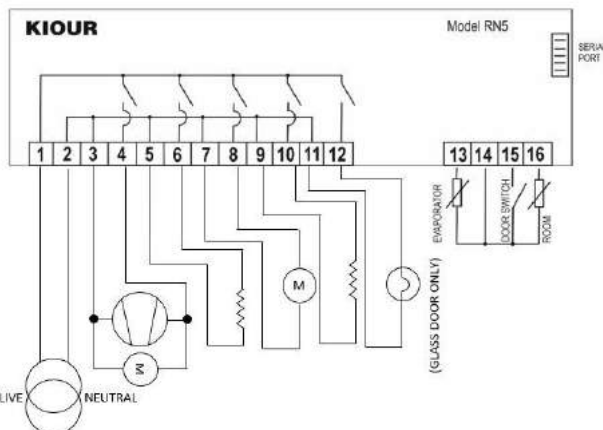 KIOUR
Model RN5
SERIA
PORT
1 2 3 4 5 6 7 8 9 10 11 12
13 14 15 16
EVAPORATOR
DOOR SWITCH
ROOM
M
M
(GLASS DOOR ONLY)
LIVE
NEUTRAL